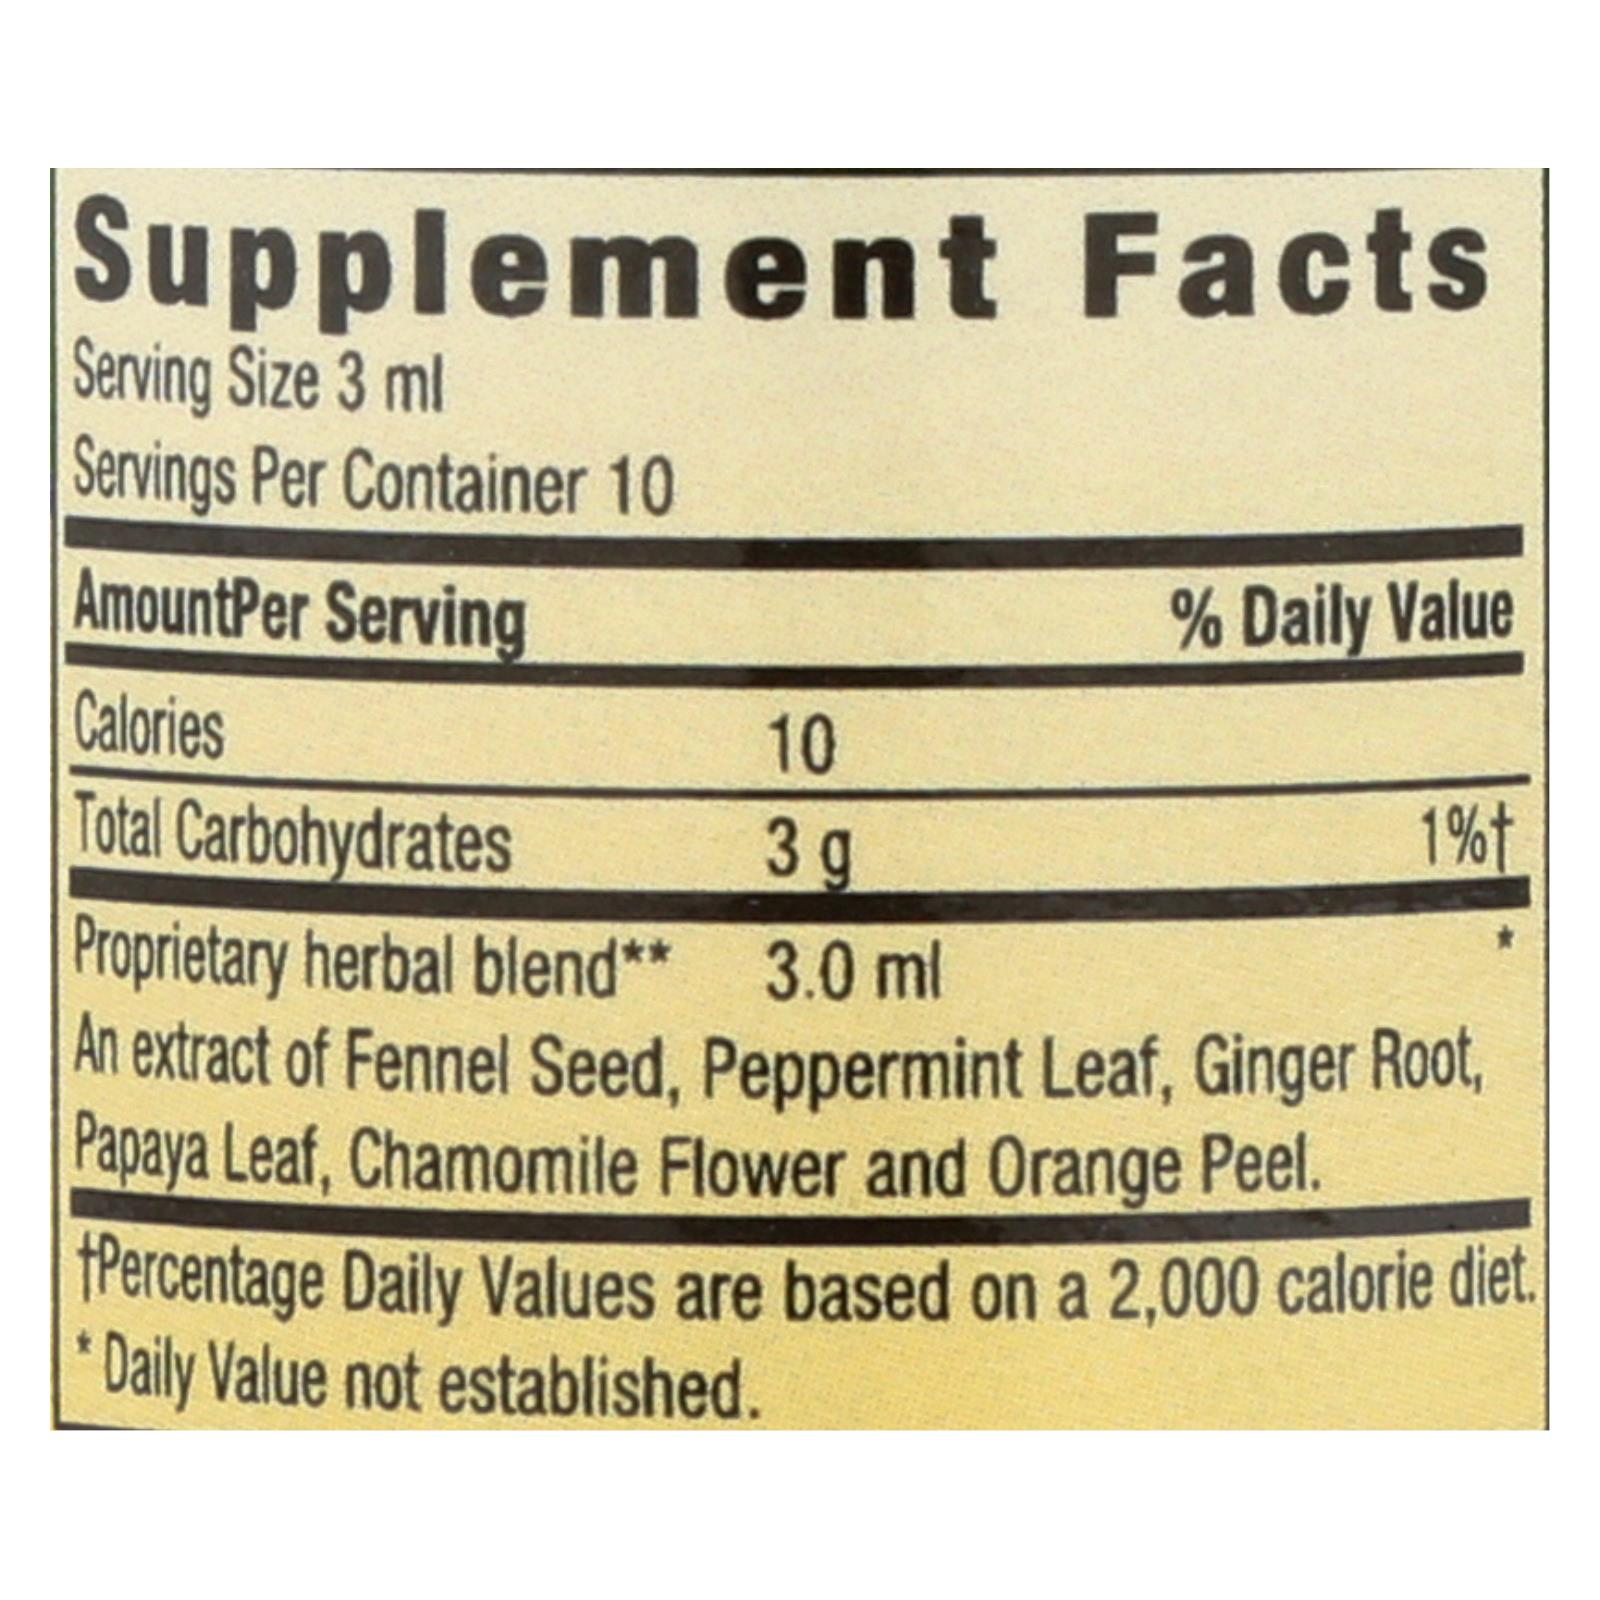 Supplement Facts
Serving Size 3 ml
Servings Per Container 10
AmountPer Serving % Daily Value
Calories 10
Total Carbohydrates 3 g 1%†
Proprietary herbal blend** 3.0 ml *
An extract of Fennel Seed, Peppermint Leaf, Ginger Root,
Papaya Leaf, Chamomile Flower and Orange Peel.
†Percentage Daily Values are based on a 2,000 calorie diet.
* Daily Value not established.